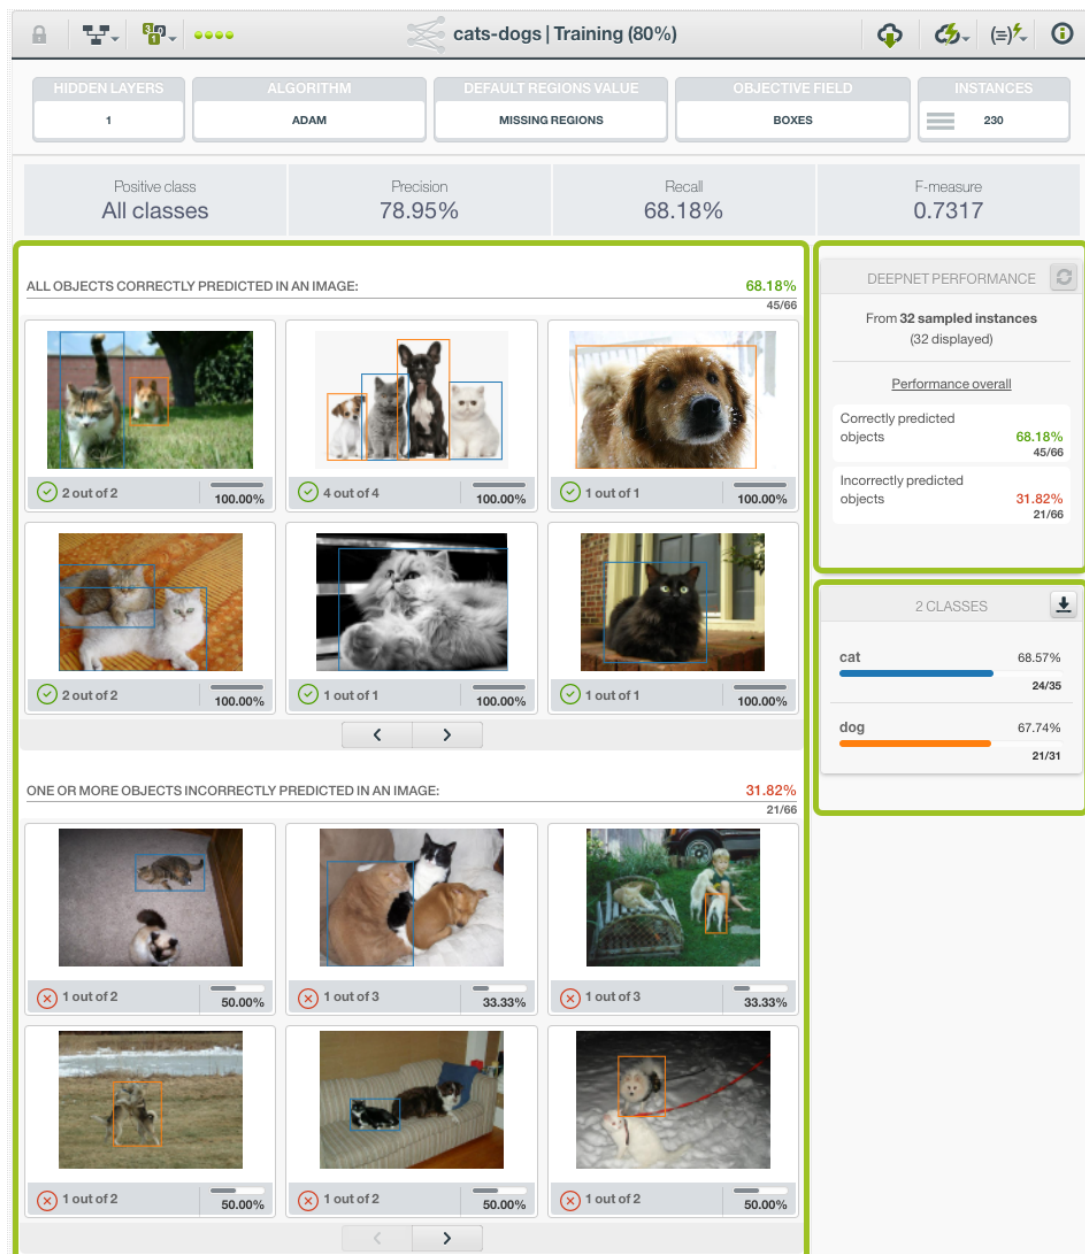 cats-dogs | Training (80%)
HIDDEN LAYERS
1
ALGORITHM
ADAM
DEFAULT REGIONS VALUE
MISSING REGIONS
OBJECTIVE FIELD
BOXES
INSTANCES
230
Positive class
All classes
Precision
78.95%
Recall
68.18%
F-measure
0.7317
ALL OBJECTS CORRECTLY PREDICTED IN AN IMAGE: 68.18%
45/66
2 out of 2 100.00%
4 out of 4 100.00%
1 out of 1 100.00%
2 out of 2 100.00%
1 out of 1 100.00%
1 out of 1 100.00%
ONE OR MORE OBJECTS INCORRECTLY PREDICTED IN AN IMAGE: 31.82%
21/66
1 out of 2 50.00%
1 out of 3 33.33%
1 out of 3 33.33%
1 out of 2 50.00%
1 out of 2 50.00%
1 out of 2 50.00%
DEEPNET PERFORMANCE
From 32 sampled instances
(32 displayed)
Performance overall
Correctly predicted
objects 68.18%
45/66
Incorrectly predicted
objects 31.82%
21/66
2 CLASSES
cat 68.57%
24/35
dog 67.74%
21/31